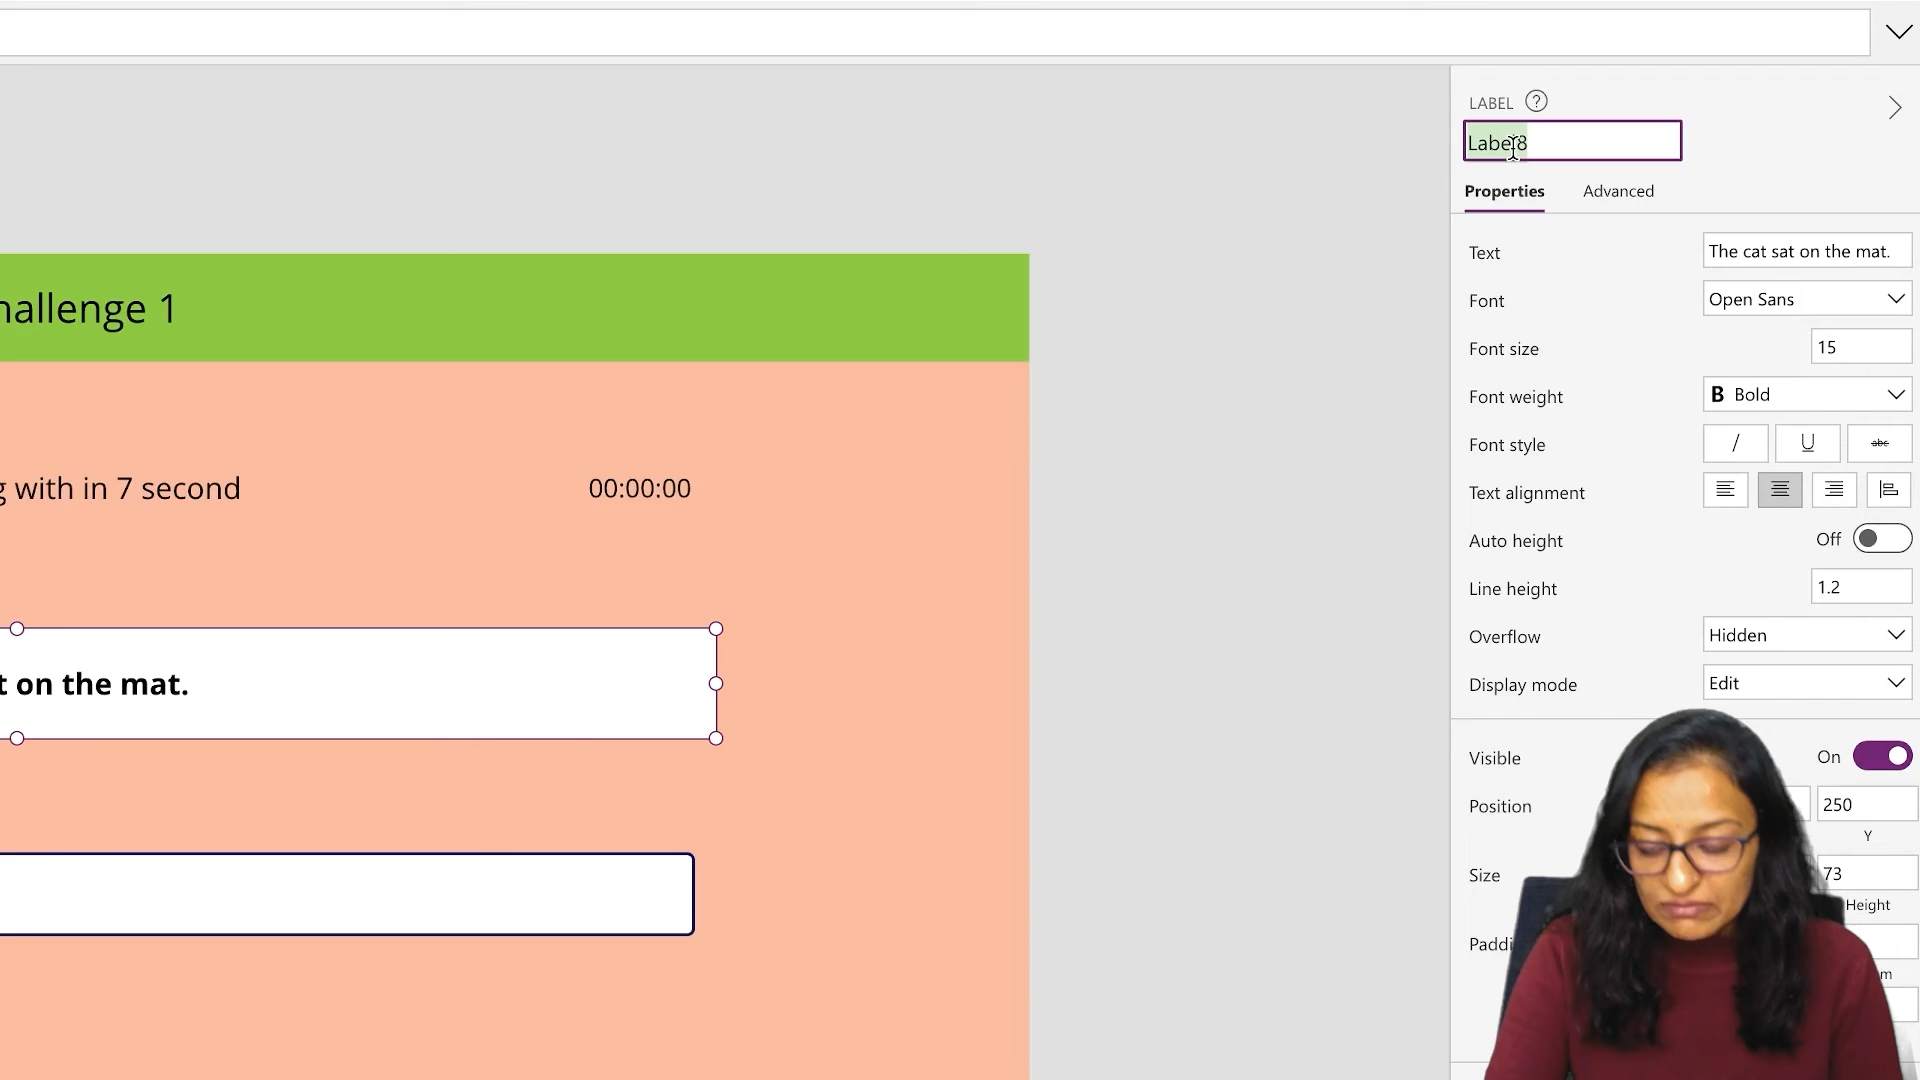 LABEL ?
Label8
Properties Advanced
Text The cat sat on the mat.
Font Open Sans
Font size 15
Font weight B Bold
Font style / U abc
Text alignment
Auto height Off
Line height 1.2
Overflow Hidden
Display mode Edit
Visible On
Position 250
Y
Size 73
Height
Paddi
m
hallenge 1
g with in 7 second 00:00:00
t on the mat.